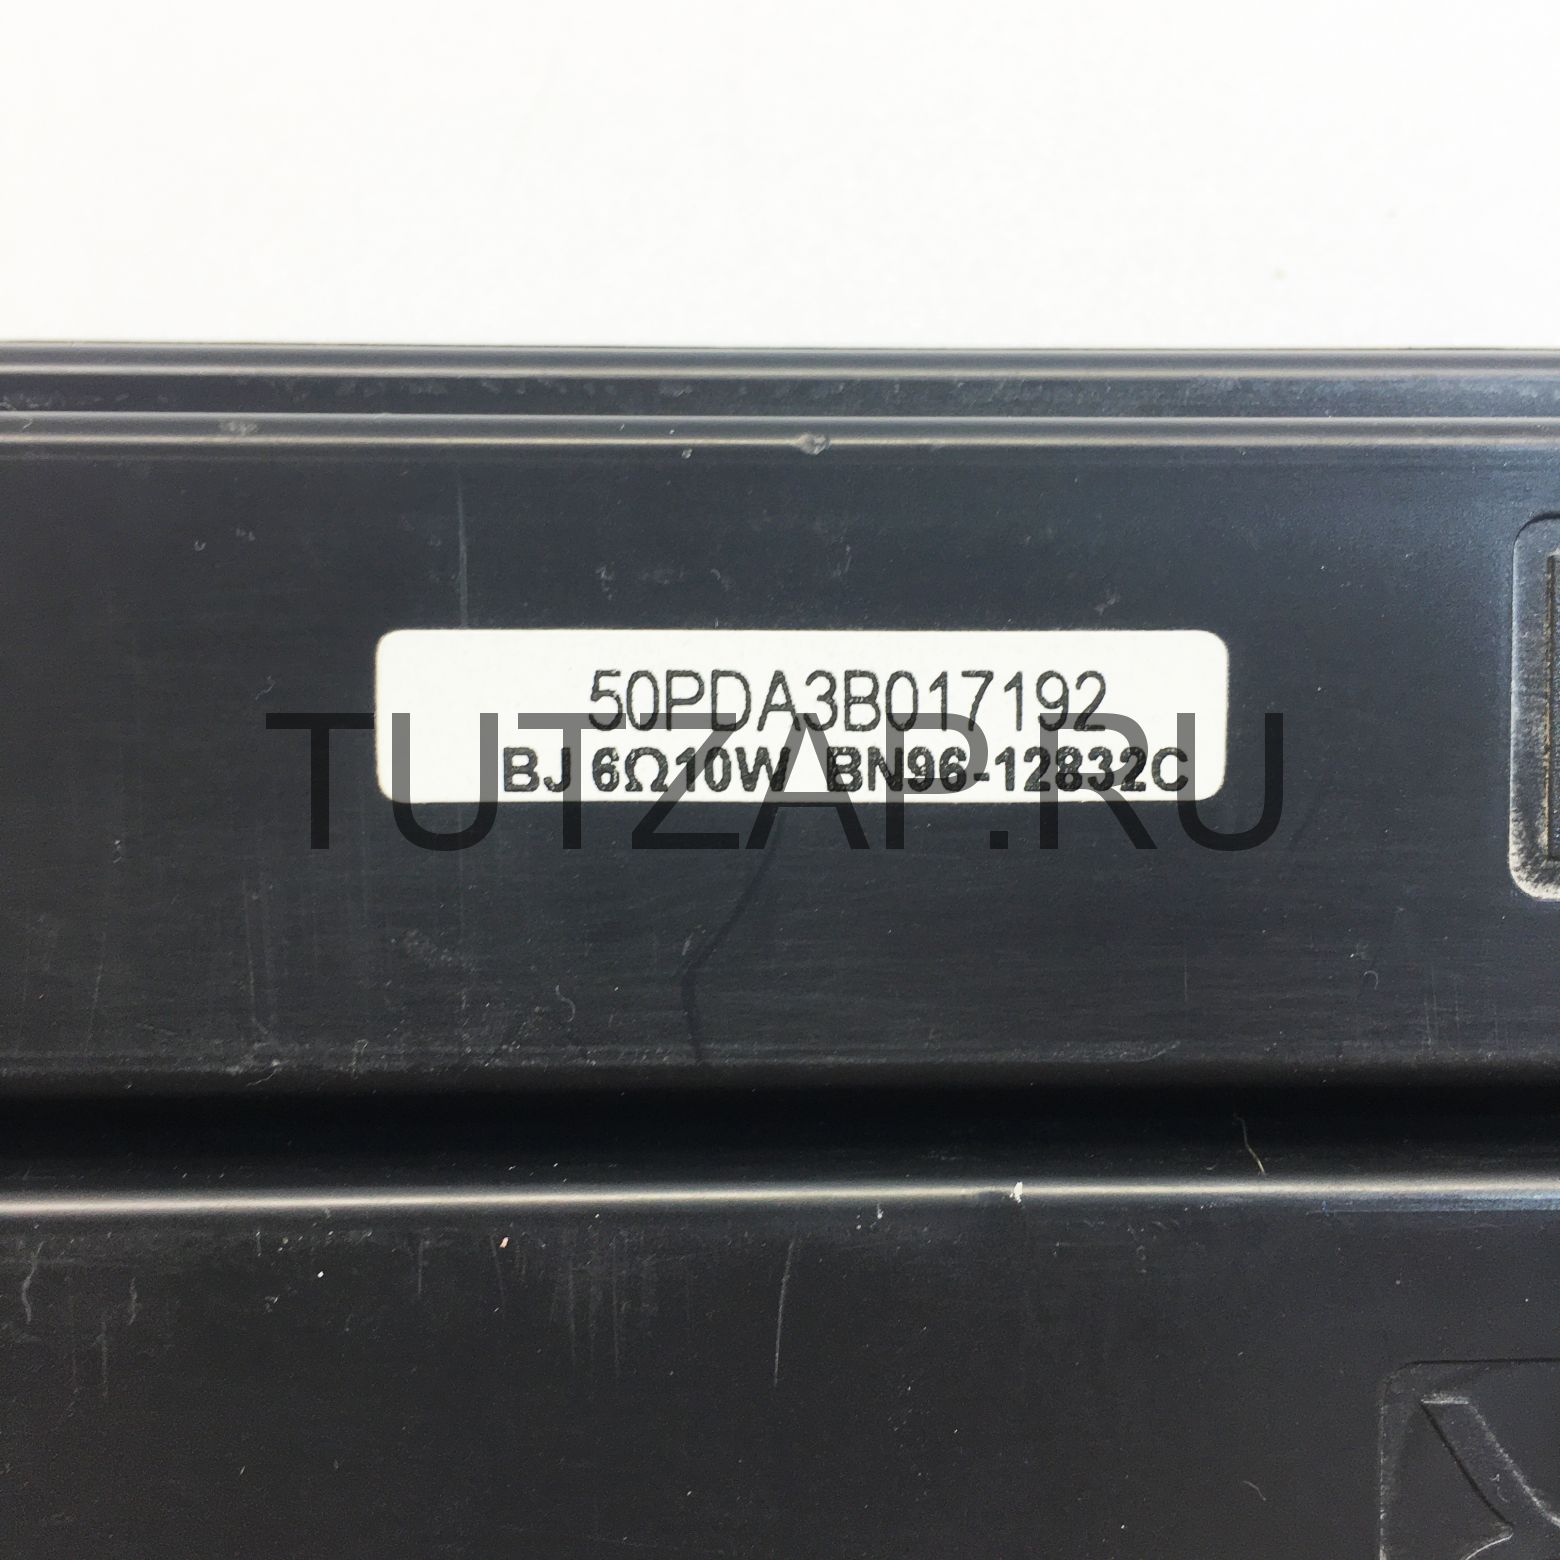 50PDA3B017192
BJ 6Ω10W BN96-12832C
TUTZAP.RU